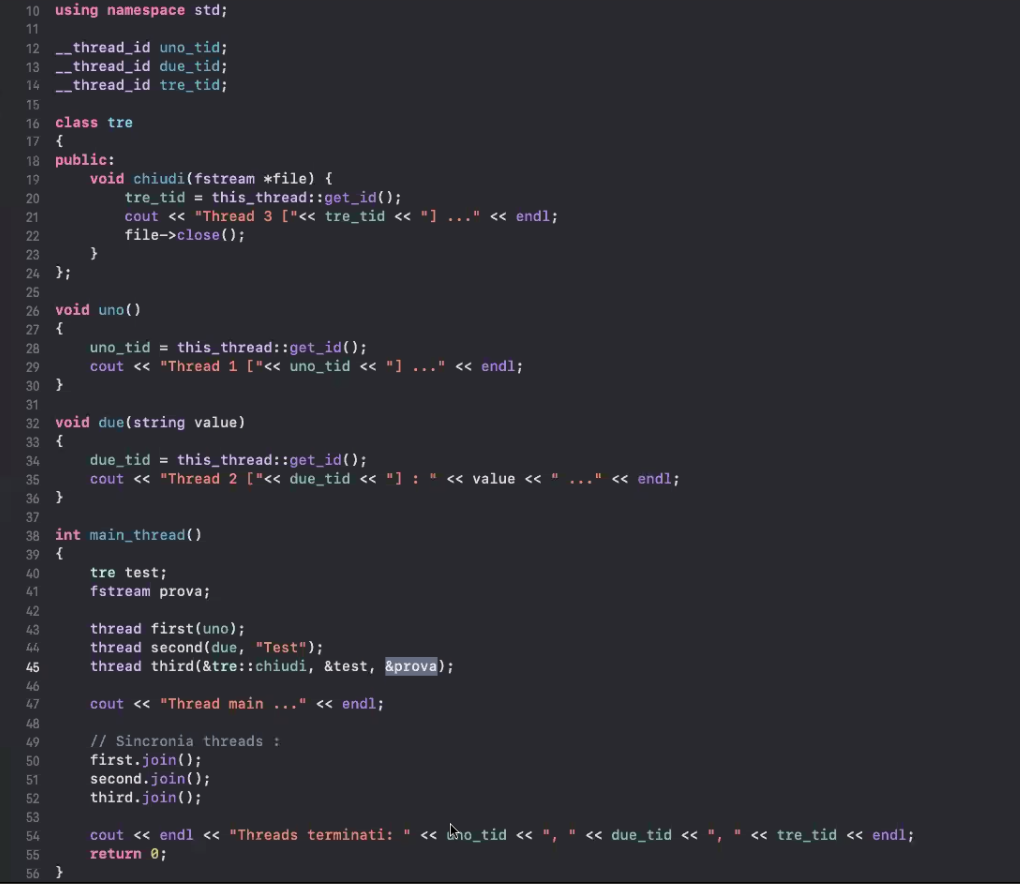 10 using namespace std;
11
12 __thread_id uno_tid;
13 __thread_id due_tid;
14 __thread_id tre_tid;
15
16 class tre
17 {
18 public:
19     void chiudi(fstream *file) {
20         tre_tid = this_thread::get_id();
21         cout << "Thread 3 ["<< tre_tid << "] ..." << endl;
22         file->close();
23     }
24 };
25
26 void uno()
27 {
28     uno_tid = this_thread::get_id();
29     cout << "Thread 1 ["<< uno_tid << "] ..." << endl;
30 }
31
32 void due(string value)
33 {
34     due_tid = this_thread::get_id();
35     cout << "Thread 2 ["<< due_tid << "] : " << value << " ..." << endl;
36 }
37
38 int main_thread()
39 {
40     tre test;
41     fstream prova;
42
43     thread first(uno);
44     thread second(due, "Test");
45     thread third(&tre::chiudi, &test, &prova);
46
47     cout << "Thread main ..." << endl;
48
49     // Sincronia threads :
50     first.join();
51     second.join();
52     third.join();
53
54     cout << endl << "Threads terminati: " << uno_tid << ", " << due_tid << ", " << tre_tid << endl;
55     return 0;
56 }